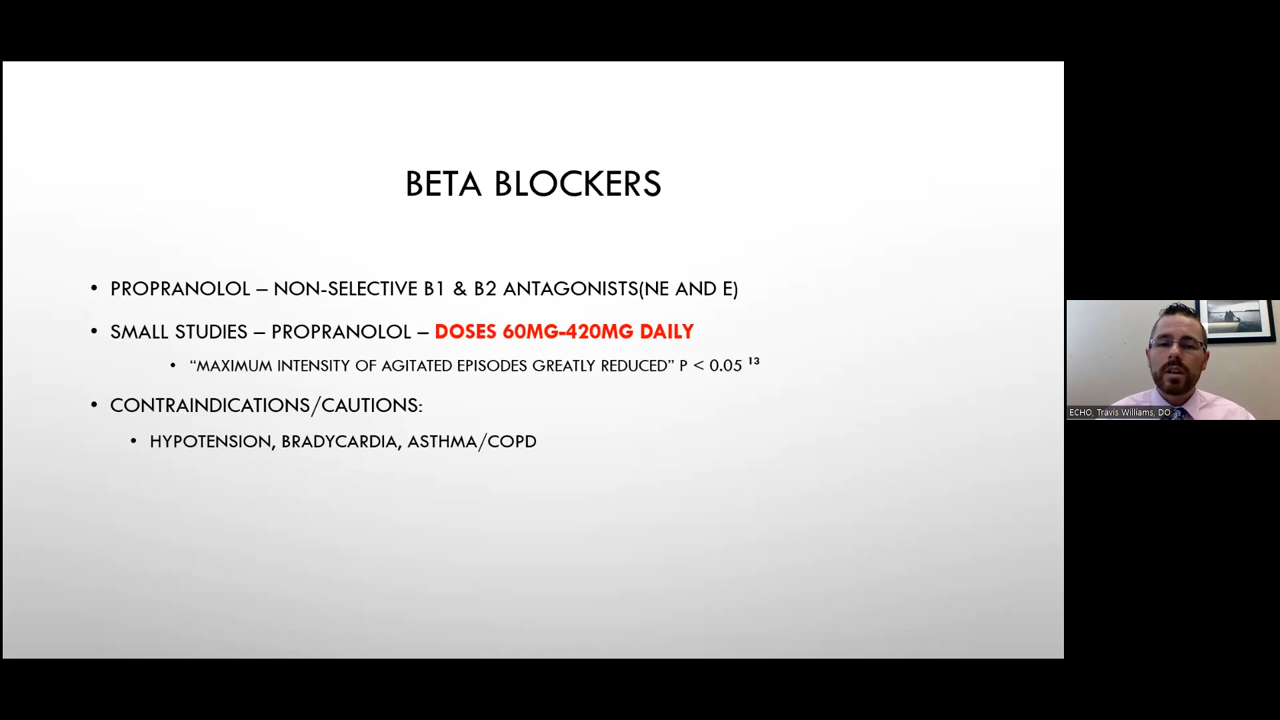 BETA BLOCKERS
• PROPRANOLOL – NON-SELECTIVE B1 & B2 ANTAGONISTS(NE AND E)
• SMALL STUDIES – PROPRANOLOL – DOSES 60MG-420MG DAILY
• “MAXIMUM INTENSITY OF AGITATED EPISODES GREATLY REDUCED” P < 0.05 ¹³
• CONTRAINDICATIONS/CAUTIONS:
• HYPOTENSION, BRADYCARDIA, ASTHMA/COPD
ECHO, Travis Williams, DO